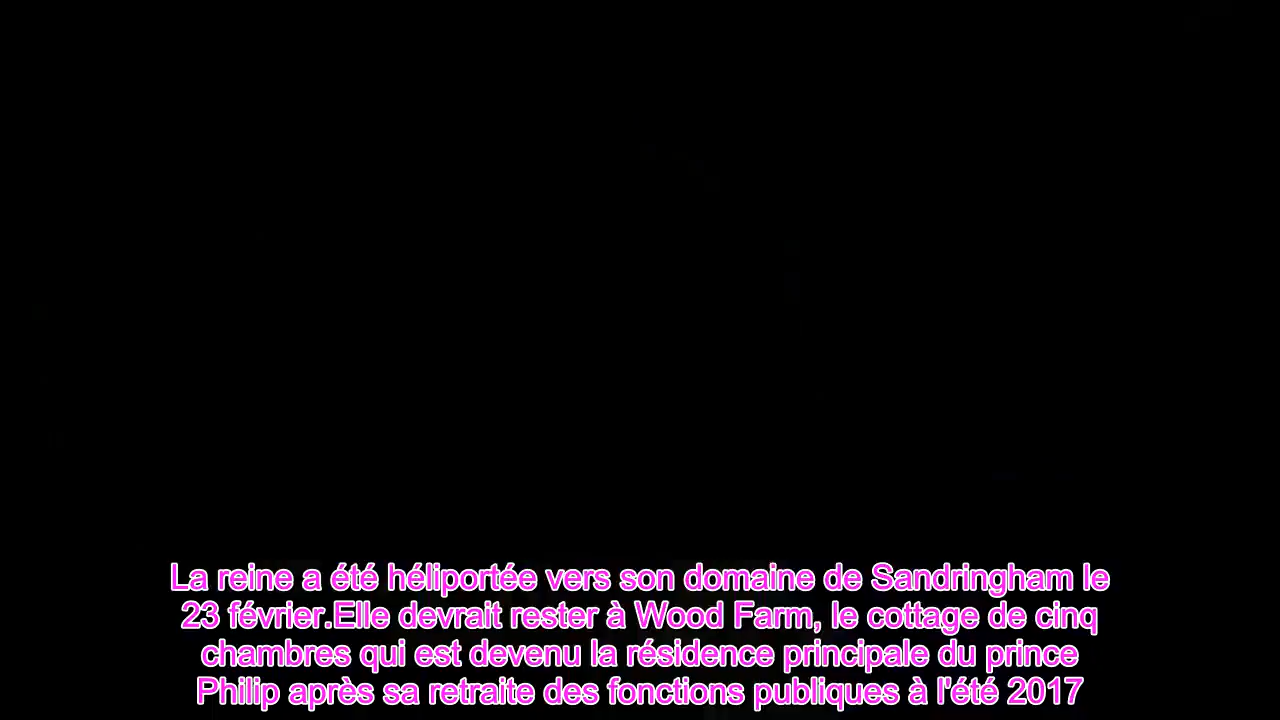 La reine a été héliportée vers son domaine de Sandringham le
23 février.Elle devrait rester à Wood Farm, le cottage de cinq
chambres qui est devenu la résidence principale du prince
Philip après sa retraite des fonctions publiques à l'été 2017